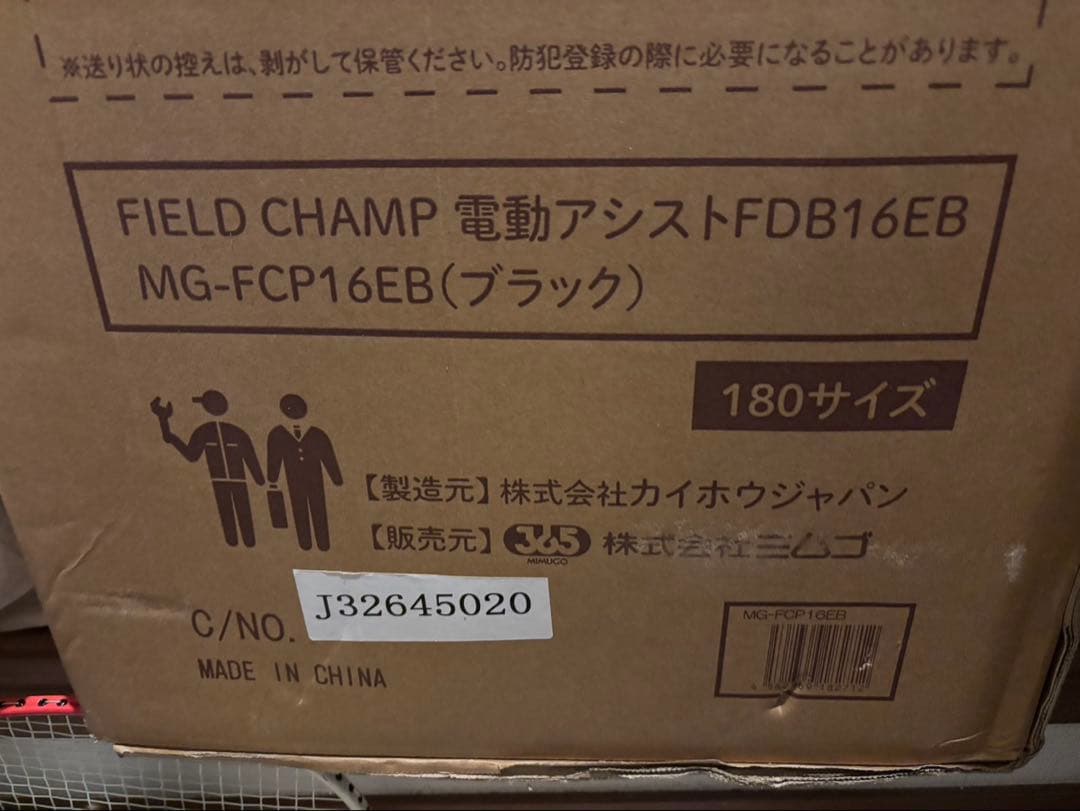 ※送り状の控えは、剥がして保管ください。防犯登録の際に必要になることがあります。
FIELD CHAMP 電動アシストFDB16EB
MG-FCP16EB(ブラック)
180サイズ
【製造元】株式会社カイホウジャパン
【販売元】365 株式会社ミムゴ
MIMUGO
C/NO. J32645020
MADE IN CHINA
MG-FCP16EB